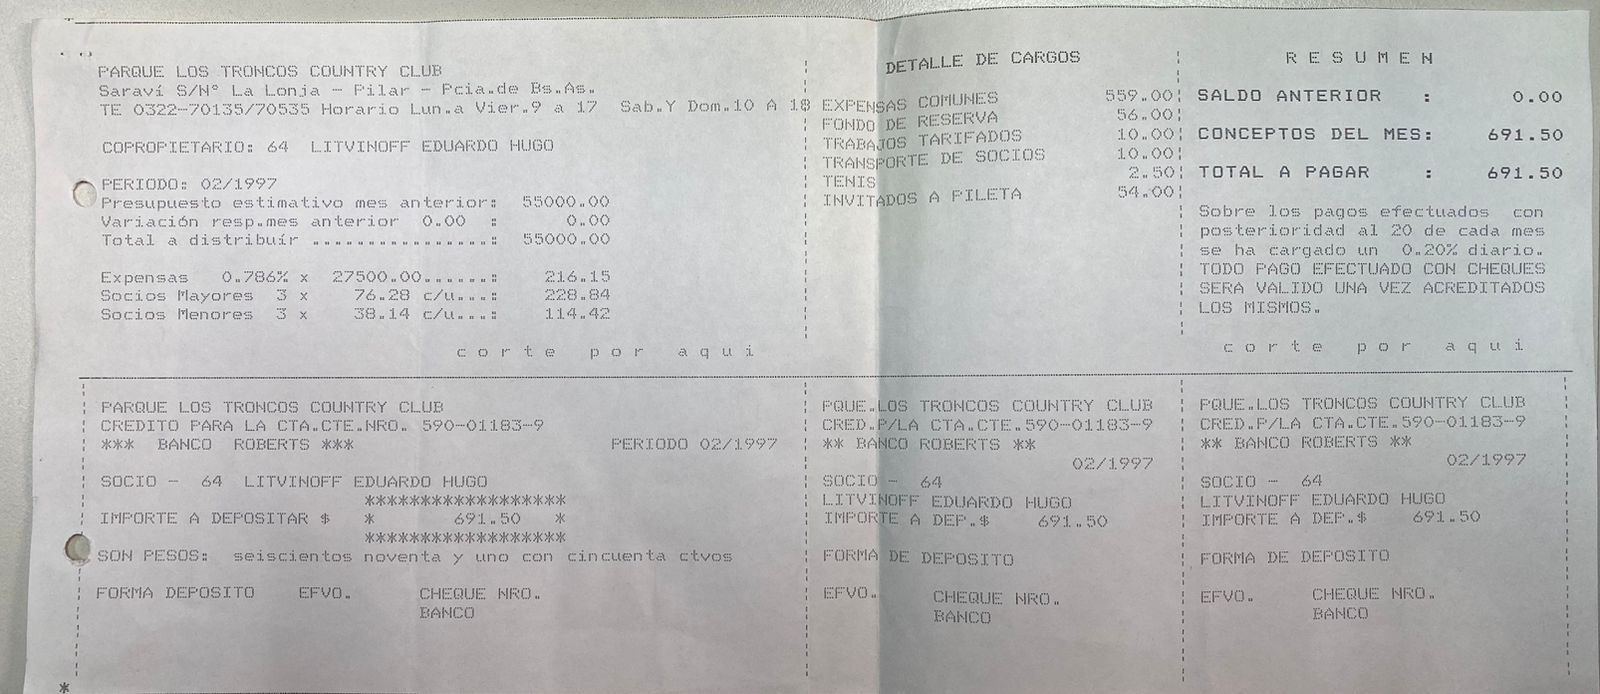 PARQUE LOS TRONCOS COUNTRY CLUB
Saraví S/Nº La Lonja - Pilar - Pcia.de Bs.As.
TE 0322-70135/70535 Horario Lun.a Vier.9 a 17  Sab.Y Dom.10 A 18
COPROPIETARIO: 64  LITVINOFF EDUARDO HUGO
PERIODO: 02/1997
Presupuesto estimativo mes anterior:   55000.00
Variación resp.mes anterior  0.00   :   0.00
Total a distribuír ................:   55000.00
Expensas   0.786% x   27500.00......:   216.15
Socios Mayores  3 x   76.28 c/u...:   228.84
Socios Menores  3 x   38.14 c/u...:   114.42
c o r t e   p o r   a q u i
DETALLE DE CARGOS
EXPENSAS COMUNES   559.00
FONDO DE RESERVA   56.00
TRABAJOS TARIFADOS   10.00
TRANSPORTE DE SOCIOS   10.00
TENIS   2.50
INVITADOS A PILETA   54.00
R E S U M E N
SALDO ANTERIOR   :   0.00
CONCEPTOS DEL MES:   691.50
TOTAL A PAGAR   :   691.50
Sobre los pagos efectuados  con
posterioridad al 20 de cada mes
se ha cargado un  0.20% diario.
TODO PAGO EFECTUADO CON CHEQUES
SERA VALIDO UNA VEZ ACREDITADOS
LOS MISMOS.
c o r t e   p o r   a q u i
PARQUE LOS TRONCOS COUNTRY CLUB
CREDITO PARA LA CTA.CTE.NRO. 590-01183-9
***  BANCO  ROBERTS ***   PERIODO 02/1997
SOCIO -  64  LITVINOFF EDUARDO HUGO
******************
IMPORTE A DEPOSITAR $   *   691.50   *
******************
SON PESOS:  seiscientos noventa y uno con cincuenta ctvos
FORMA DEPOSITO   EFVO.   CHEQUE NRO.
BANCO
*
PQUE.LOS TRONCOS COUNTRY CLUB
CRED.P/LA CTA.CTE.590-01183-9
** BANCO ROBERTS **
02/1997
SOCIO -  64
LITVINOFF EDUARDO HUGO
IMPORTE A DEP.$   691.50
FORMA DE DEPOSITO
EFVO.   CHEQUE NRO.
BANCO
PQUE.LOS TRONCOS COUNTRY CLUB
CRED.P/LA CTA.CTE.590-01183-9
** BANCO ROBERTS **
02/1997
SOCIO -  64
LITVINOFF EDUARDO HUGO
IMPORTE A DEP.$   691.50
FORMA DE DEPOSITO
EFVO.   CHEQUE NRO.
BANCO